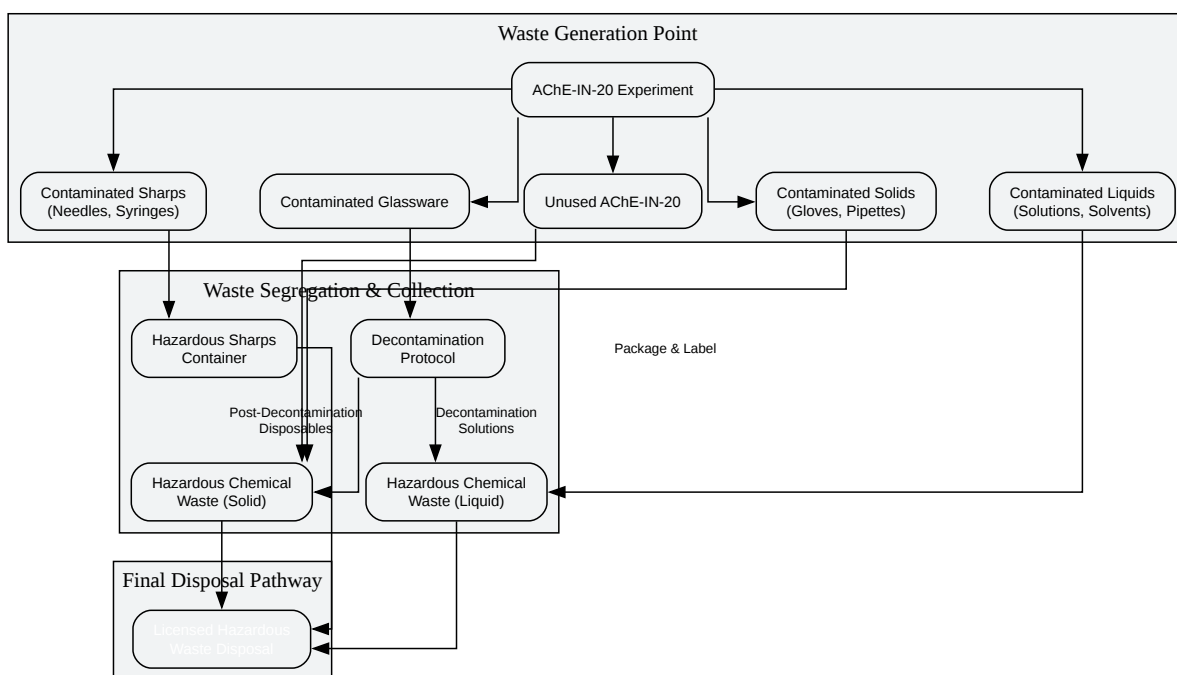 Waste Generation Point
AChE-IN-20 Experiment
Contaminated Sharps
(Needles, Syringes)
Contaminated Glassware
Unused AChE-IN-20
Contaminated Solids
(Gloves, Pipettes)
Contaminated Liquids
(Solutions, Solvents)
Waste Segregation & Collection
Hazardous Sharps
Container
Decontamination
Protocol
Package & Label
Post-Decontamination
Disposables
Decontamination
Solutions
Hazardous Chemical
Waste (Solid)
Hazardous Chemical
Waste (Liquid)
Final Disposal Pathway
Licensed Hazardous
Waste Disposal